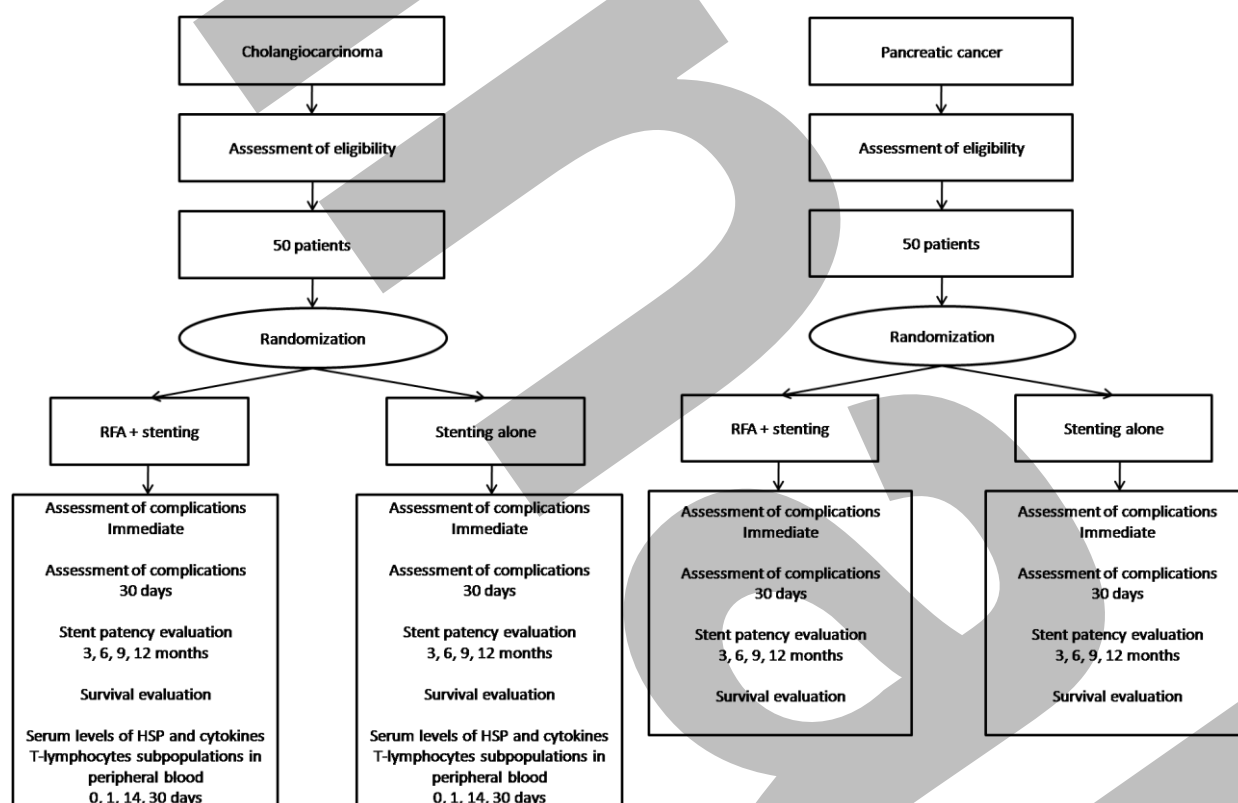 Cholangiocarcinoma
Assessment of eligibility
50 patients
Randomization
RFA + stenting
Stenting alone
Assessment of complications
Immediate
Assessment of complications
30 days
Stent patency evaluation
3, 6, 9, 12 months
Survival evaluation
Serum levels of HSP and cytokines
T-lymphocytes subpopulations in
peripheral blood
0, 1, 14, 30 days
Assessment of complications
Immediate
Assessment of complications
30 days
Stent patency evaluation
3, 6, 9, 12 months
Survival evaluation
Serum levels of HSP and cytokines
T-lymphocytes subpopulations in
peripheral blood
0, 1, 14, 30 days
Pancreatic cancer
Assessment of eligibility
50 patients
Randomization
RFA + stenting
Stenting alone
Assessment of complications
Immediate
Assessment of complications
30 days
Stent patency evaluation
3, 6, 9, 12 months
Survival evaluation
Assessment of complications
Immediate
Assessment of complications
30 days
Stent patency evaluation
3, 6, 9, 12 months
Survival evaluation